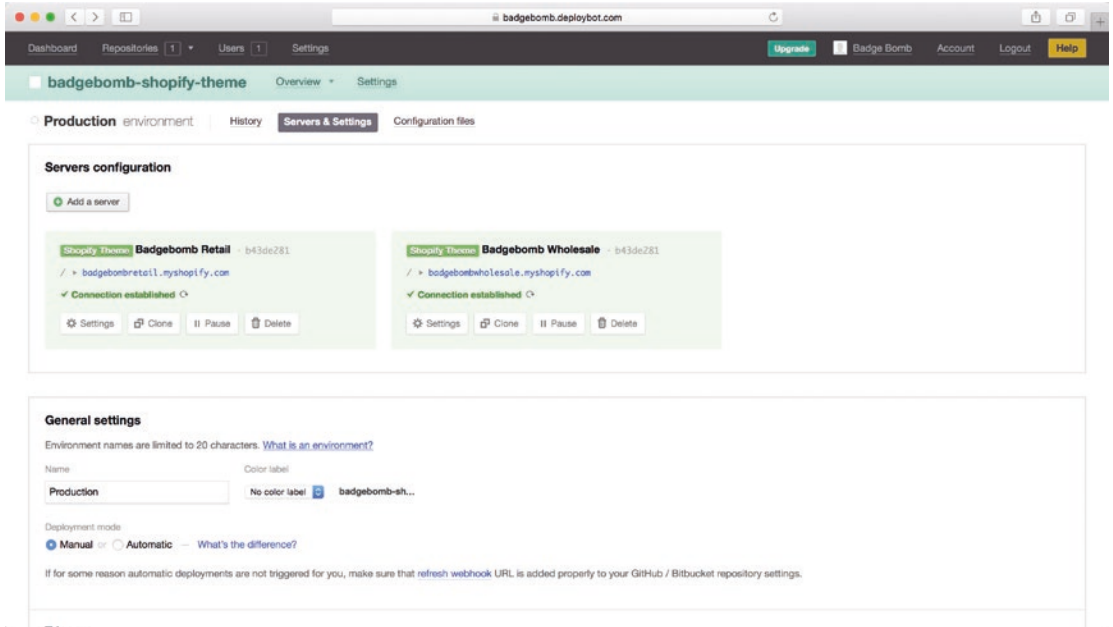 badgebomb.deploybot.com
Dashboard Repositories 1 Users 1 Settings Upgrade Badge Bomb Account Logout Help
badgebomb-shopify-theme Overview Settings
Production environment History Servers & Settings Configuration files
Servers configuration
Add a server
Shopify Theme Badgebomb Retail - b43de281 Shopify Theme Badgebomb Wholesale - b43de281
/ ▸ badgebombretail.myshopify.com / ▸ badgebombwholesale.myshopify.com
✓ Connection established ✓ Connection established
Settings Clone Pause Delete Settings Clone Pause Delete
General settings
Environment names are limited to 20 characters. What is an environment?
Name Color label
Production No color label badgebomb-sh...
Deployment mode
Manual or Automatic — What's the difference?
If for some reason automatic deployments are not triggered for you, make sure that refresh webhook URL is added properly to your GitHub / Bitbucket repository settings.